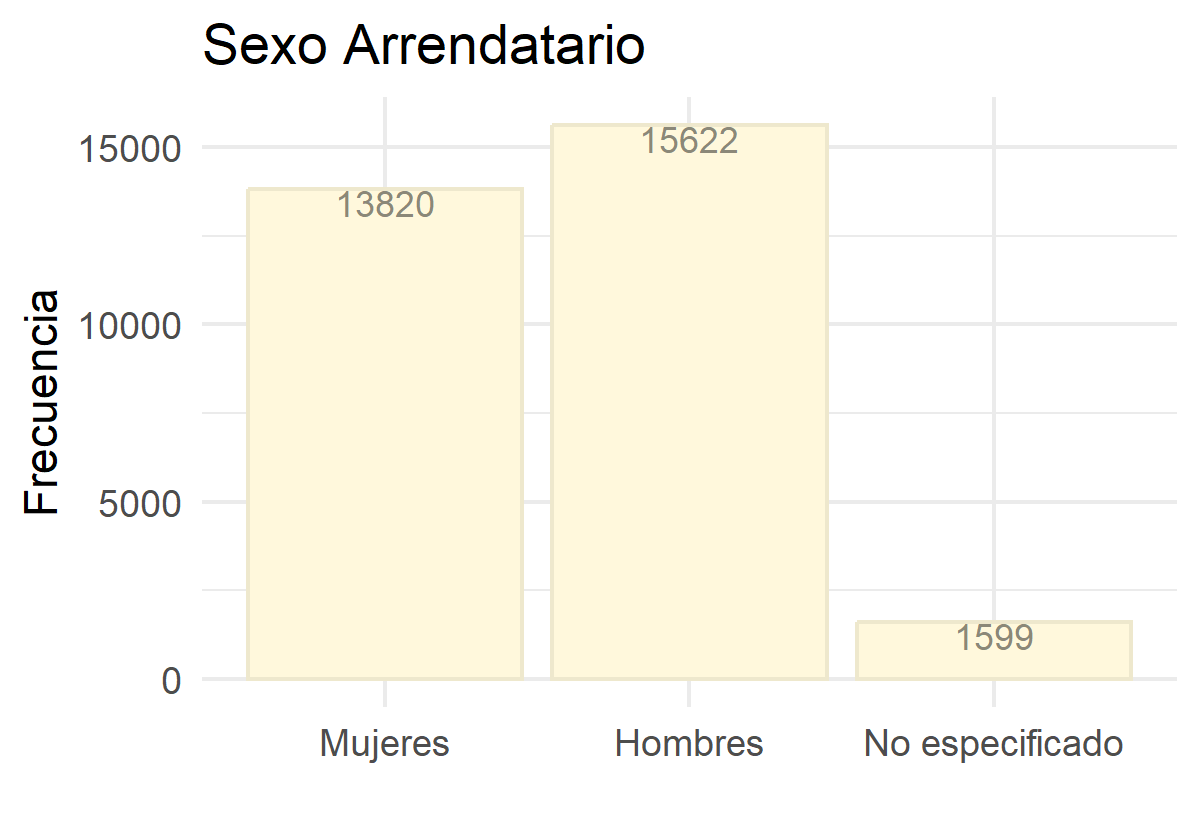 Sexo Arrendatario
Frecuencia
15000
10000
5000
0
13820
15622
1599
Mujeres
Hombres
No especificado